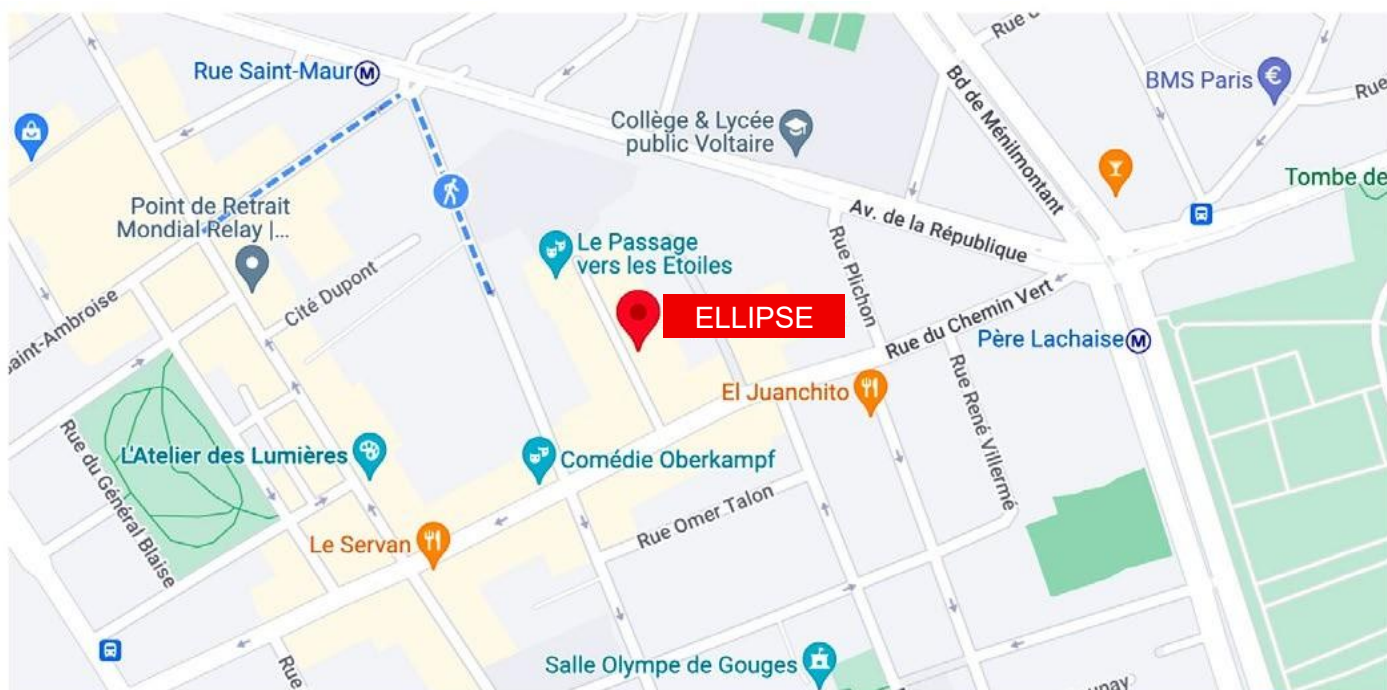 Rue
Rue Saint-Maur
M
BMS Paris
€
Rue
Bd de Ménilmontant
Collège & Lycée
public Voltaire
Tombe de
Point de Retrait
Mondial Relay |...
Av. de la République
Rue Plichon
Le Passage
vers les Etoiles
Cité Dupont
Saint-Ambroise
ELLIPSE
Rue du Chemin Vert
Père Lachaise
M
El Juanchito
Rue René Villermé
L'Atelier des Lumières
Comédie Oberkampf
Rue du Général Blaise
Rue Omer Talon
Le Servan
Salle Olympe de Gouges
Rue